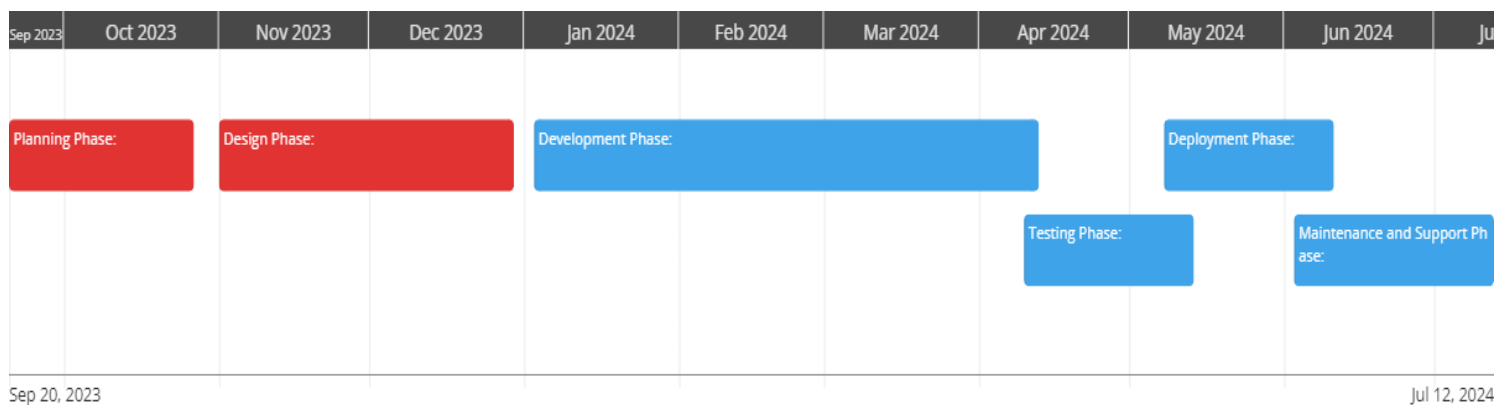 Sep 2023 Oct 2023 Nov 2023 Dec 2023 Jan 2024 Feb 2024 Mar 2024 Apr 2024 May 2024 Jun 2024 Ju
Planning Phase: Design Phase: Development Phase: Deployment Phase:
Testing Phase: Maintenance and Support Ph
ase:
Sep 20, 2023 Jul 12, 2024